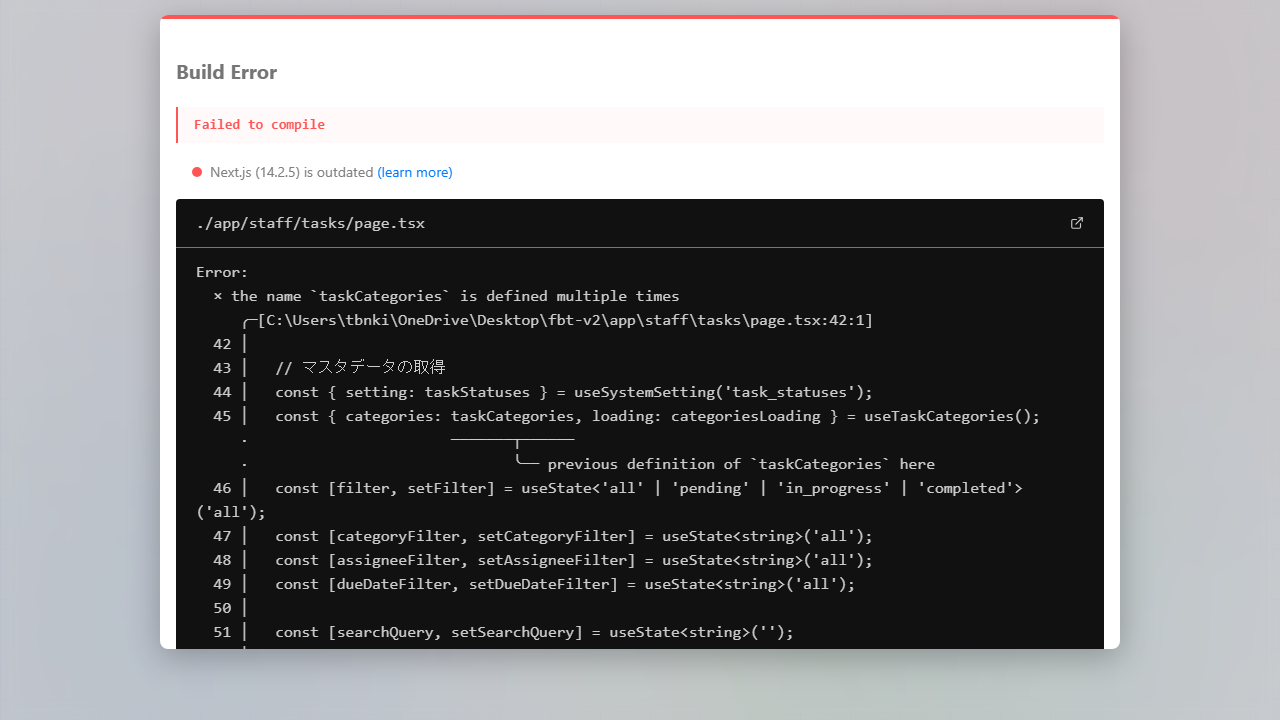 Build Error
Failed to compile
Next.js (14.2.5) is outdated (learn more)
./app/staff/tasks/page.tsx
Error:
× the name `taskCategories` is defined multiple times
╭─[C:\Users\tbnki\OneDrive\Desktop\fbt-v2\app\staff\tasks\page.tsx:42:1]
42 │
43 │   // マスタデータの取得
44 │   const { setting: taskStatuses } = useSystemSetting('task_statuses');
45 │   const { categories: taskCategories, loading: categoriesLoading } = useTaskCategories();
·                       ───────┬──────
·                              ╰── previous definition of `taskCategories` here
46 │   const [filter, setFilter] = useState<'all' | 'pending' | 'in_progress' | 'completed'>
('all');
47 │   const [categoryFilter, setCategoryFilter] = useState<string>('all');
48 │   const [assigneeFilter, setAssigneeFilter] = useState<string>('all');
49 │   const [dueDateFilter, setDueDateFilter] = useState<string>('all');
50 │
51 │   const [searchQuery, setSearchQuery] = useState<string>('');